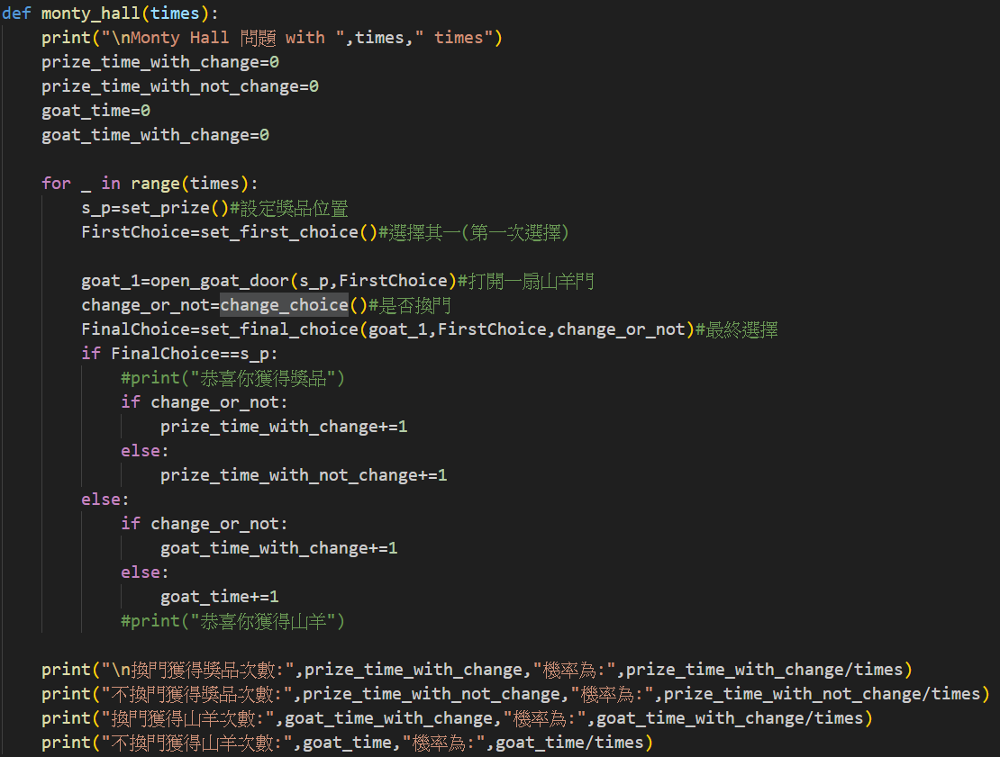 def monty_hall(times):
    print("\nMonty Hall 問題 with ",times," times")
    prize_time_with_change=0
    prize_time_with_not_change=0
    goat_time=0
    goat_time_with_change=0

    for _ in range(times):
        s_p=set_prize()#設定獎品位置
        FirstChoice=set_first_choice()#選擇其一(第一次選擇)

        goat_1=open_goat_door(s_p,FirstChoice)#打開一扇山羊門
        change_or_not=change_choice()#是否換門
        FinalChoice=set_final_choice(goat_1,FirstChoice,change_or_not)#最終選擇
        if FinalChoice==s_p:
            #print("恭喜你獲得獎品")
            if change_or_not:
                prize_time_with_change+=1
            else:
                prize_time_with_not_change+=1
        else:
            if change_or_not:
                goat_time_with_change+=1
            else:
                goat_time+=1
            #print("恭喜你獲得山羊")

    print("\n換門獲得獎品次數:",prize_time_with_change,"機率為:",prize_time_with_change/times)
    print("不換門獲得獎品次數:",prize_time_with_not_change,"機率為:",prize_time_with_not_change/times)
    print("換門獲得山羊次數:",goat_time_with_change,"機率為:",goat_time_with_change/times)
    print("不換門獲得山羊次數:",goat_time,"機率為:",goat_time/times)